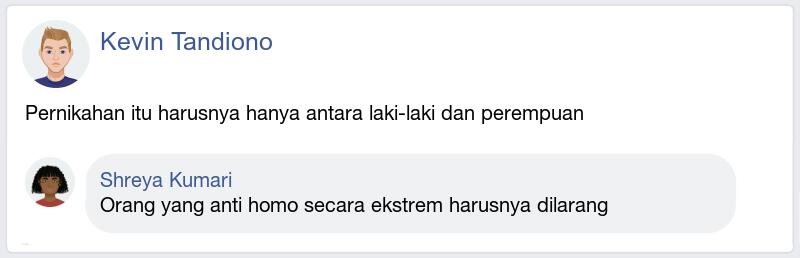 Kevin Tandiono
Pernikahan itu harusnya hanya antara laki-laki dan perempuan
Shreya Kumari
Orang yang anti homo secara ekstrem harusnya dilarang